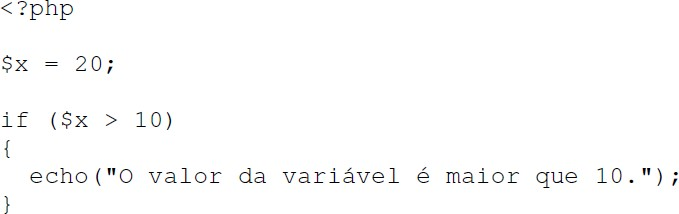 <?php
$x = 20;
if ($x > 10)
{
echo("O valor da variável é maior que 10.");
}